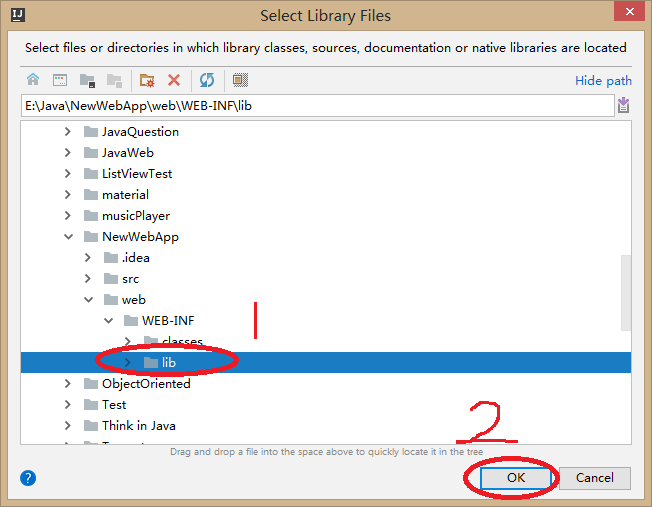 IJ
Select Library Files
Select files or directories in which library classes, sources, documentation or native libraries are located
Hide path
E:\Java\NewWebApp\web\WEB-INF\lib
JavaQuestion
JavaWeb
ListViewTest
material
musicPlayer
NewWebApp
.idea
src
web
WEB-INF
1
classes
lib
ObjectOriented
Test
Think in Java
2
Drag and drop a file into the space above to quickly locate it in the tree
?
OK
Cancel